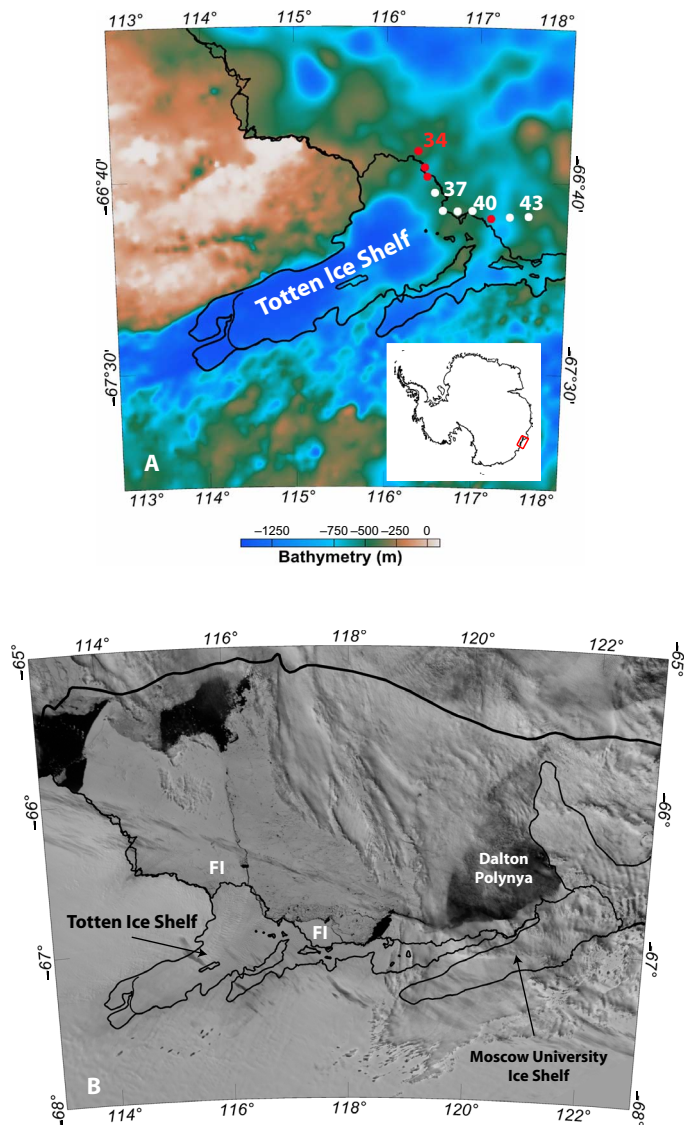 113° 114° 115° 116° 117° 118°
34
–66°40'
–66°40'
37
40
43
Totten Ice Shelf
–67°30'
–67°30'
A
113° 114° 115° 116° 117° 118°
–1250 –750 –500 –250 0
Bathymetry (m)
114° 116° 118° 120° 122°
–65°
–65°
–66°
–66°
Dalton
Polynya
FI
Totten Ice Shelf
FI
–67°
–67°
Moscow University
Ice Shelf
B
–68°
–68°
114° 116° 118° 120° 122°